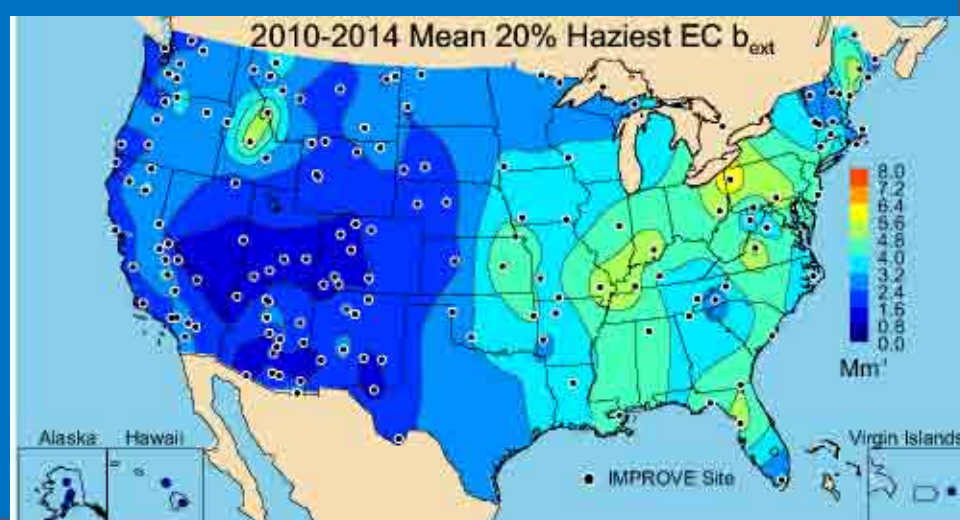 2010-2014 Mean 20% Haziest EC bext
8.0
7.2
6.4
5.6
4.8
4.0
3.2
2.4
1.6
0.8
0.0
Mm-1
Alaska
Hawaii
Virgin Islands
IMPROVE Site